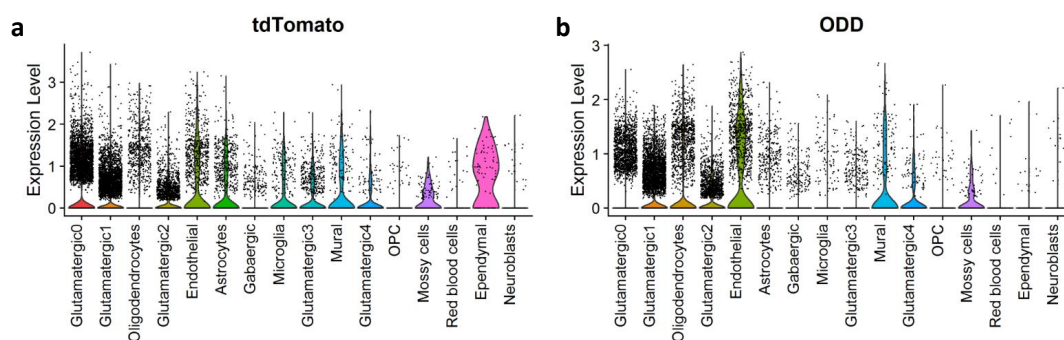 a
tdTomato
Expression Level
3
2
1
0
Glutamatergic0
Glutamatergic1
Oligodendrocytes
Glutamatergic2
Endothelial
Astrocytes
Gabaergic
Microglia
Glutamatergic3
Mural
Glutamatergic4
OPC
Mossy cells
Red blood cells
Ependymal
Neuroblasts
b
ODD
Expression Level
3
2
1
0
Glutamatergic0
Glutamatergic1
Oligodendrocytes
Glutamatergic2
Endothelial
Astrocytes
Gabaergic
Microglia
Glutamatergic3
Mural
Glutamatergic4
OPC
Mossy cells
Red blood cells
Ependymal
Neuroblasts